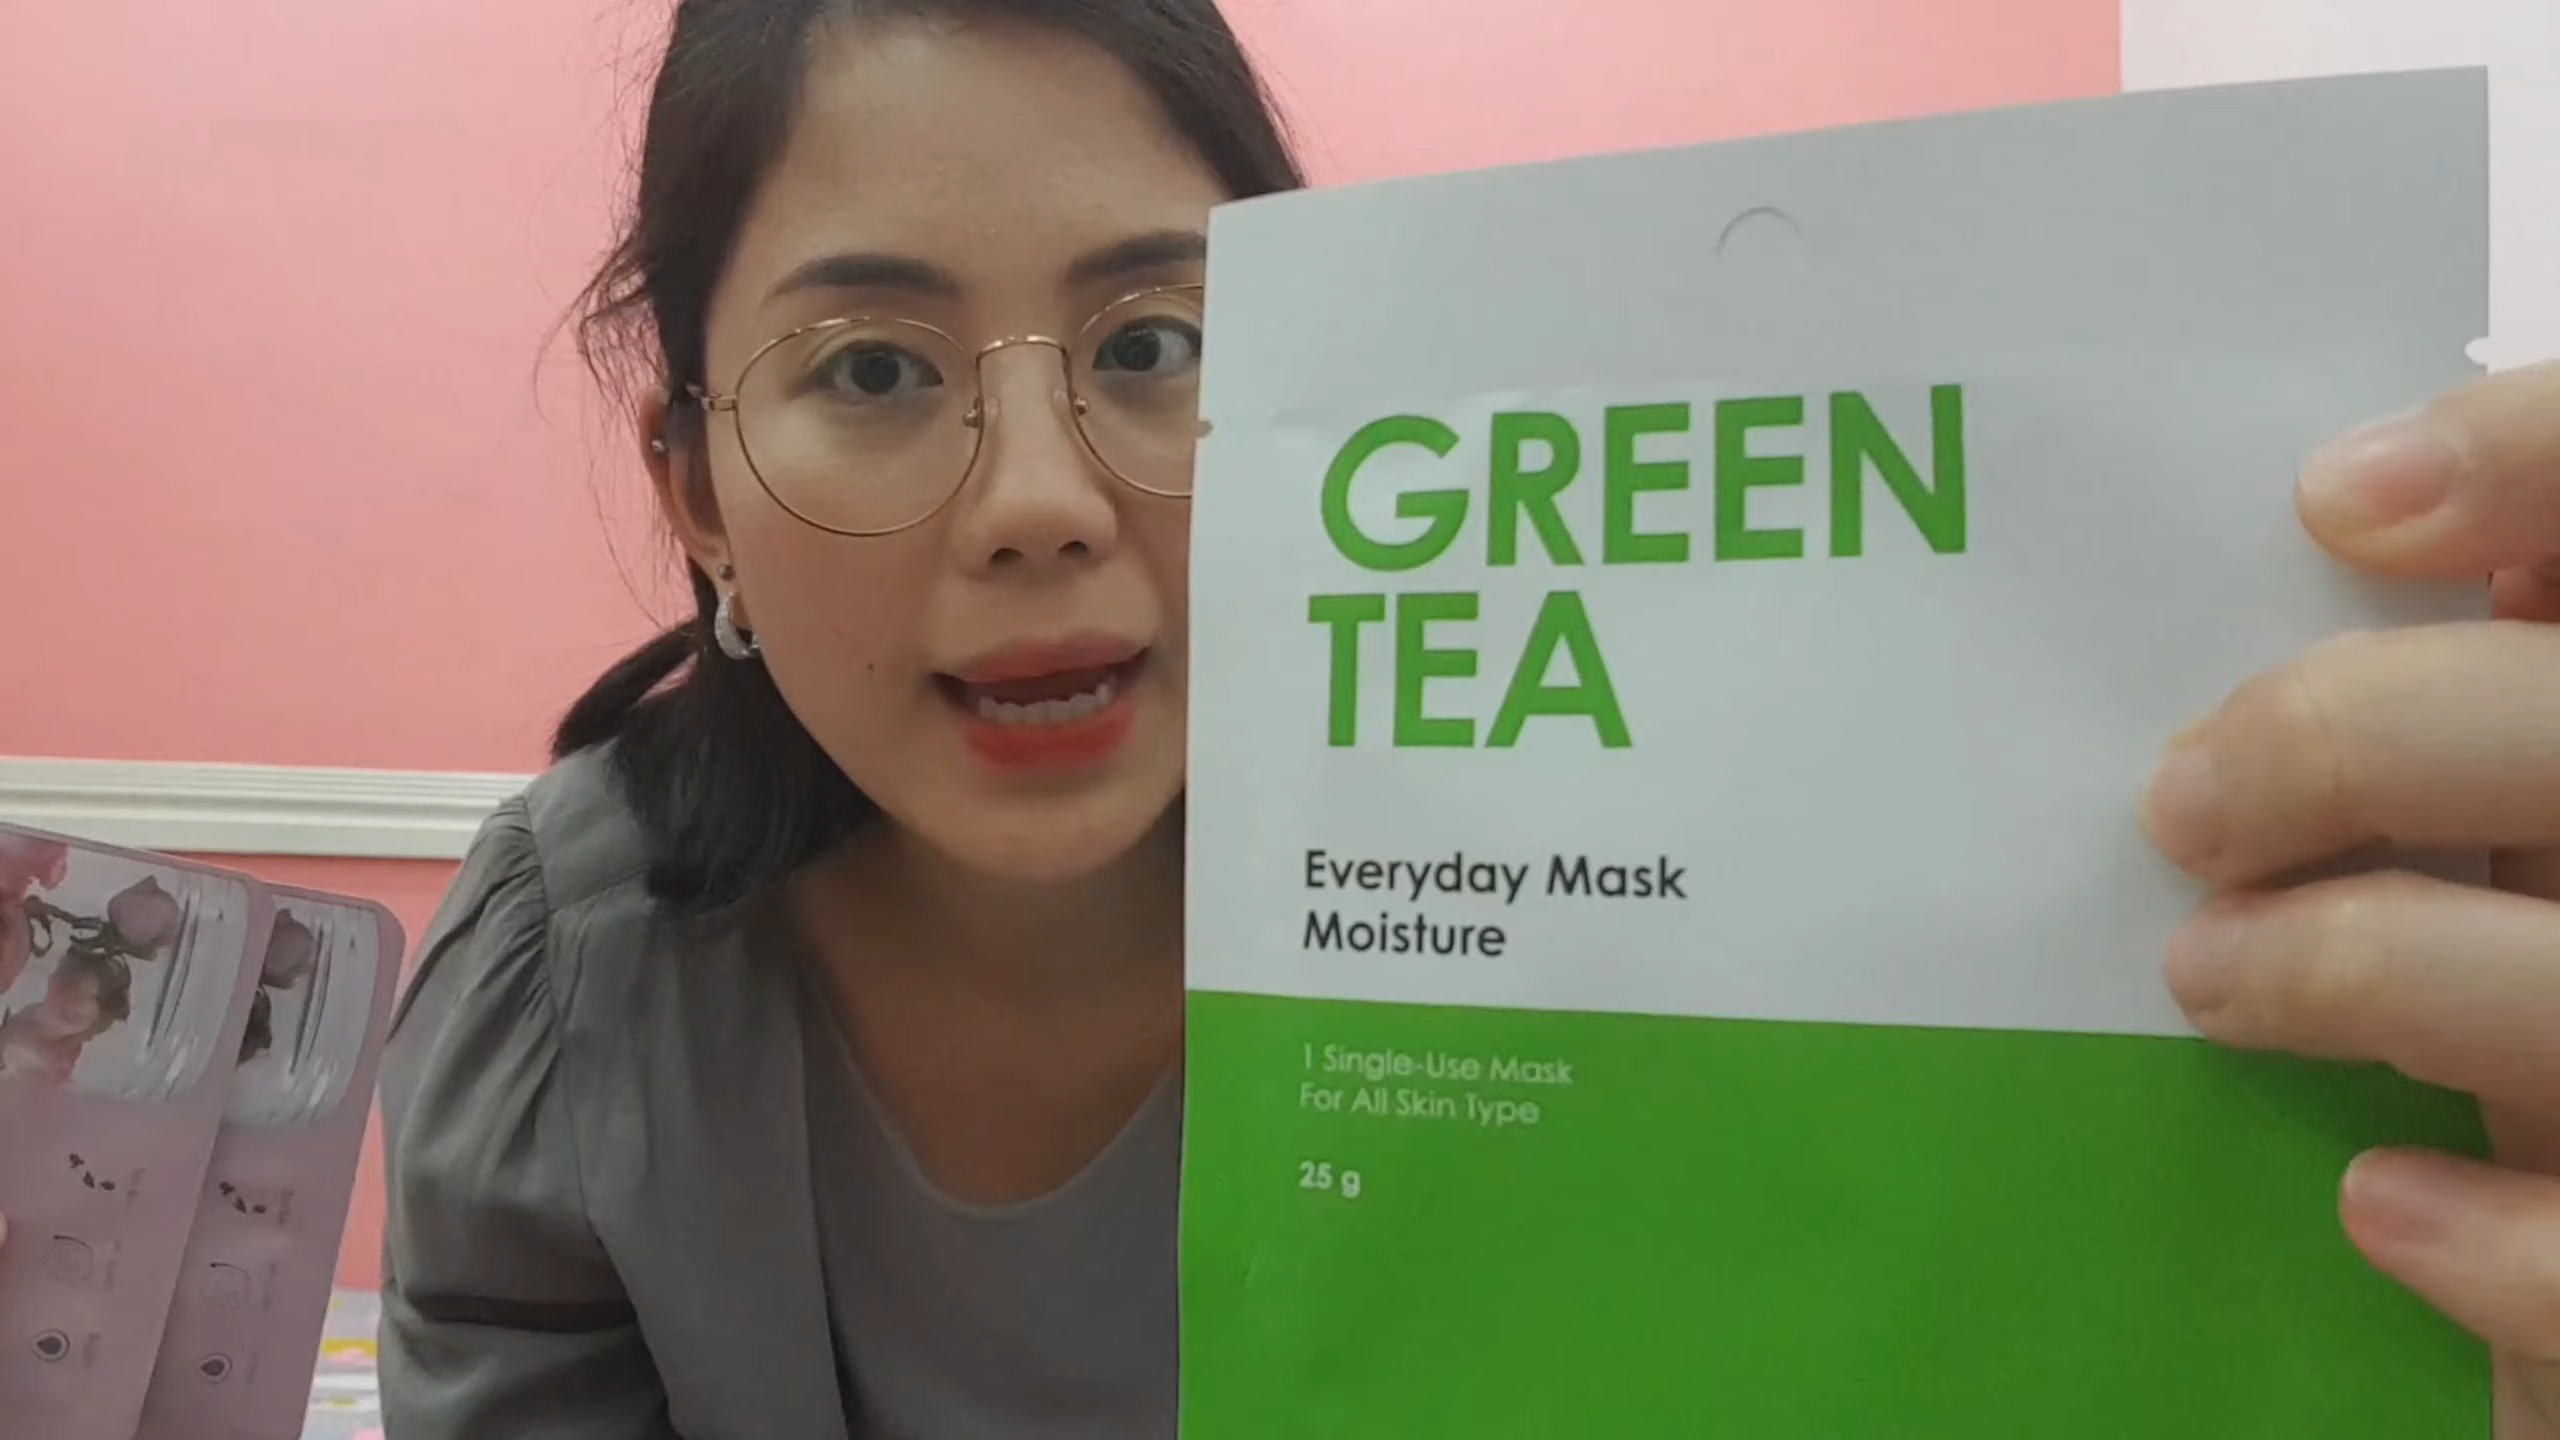 GREEN
TEA
Everyday Mask
Moisture
1 Single-Use Mask
For All Skin Type
25 g